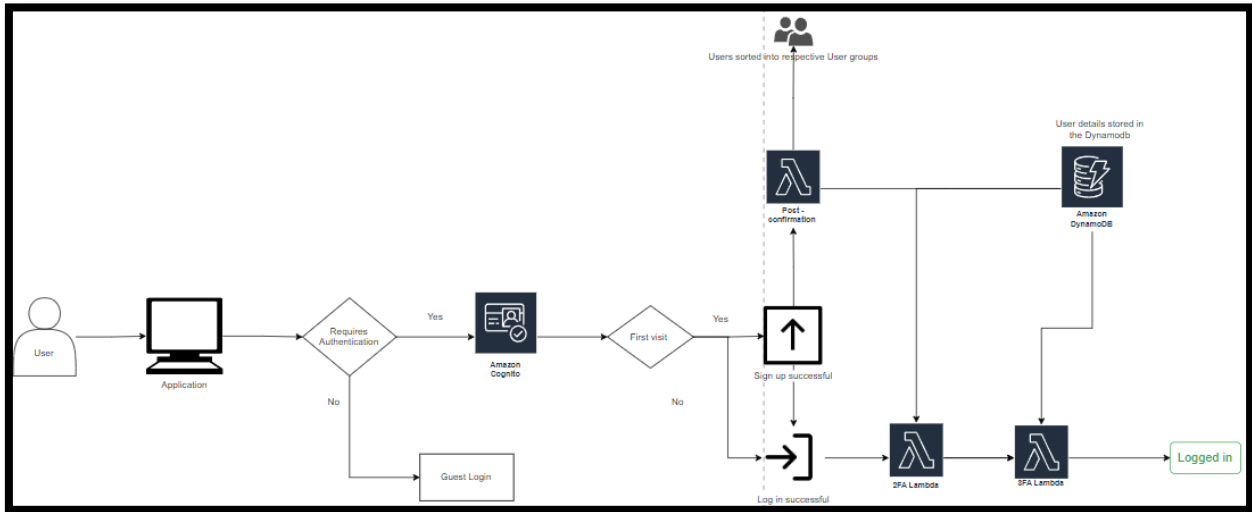 Users sorted into respective User groups
User details stored in
the Dynamodb
Post -
confirmation
Amazon
DynamoDB
User
Application
Requires
Authentication
Yes
No
Amazon
Cognito
First visit
Yes
No
Sign up successful
Guest Login
Log in successful
2FA Lambda
3FA Lambda
Logged in